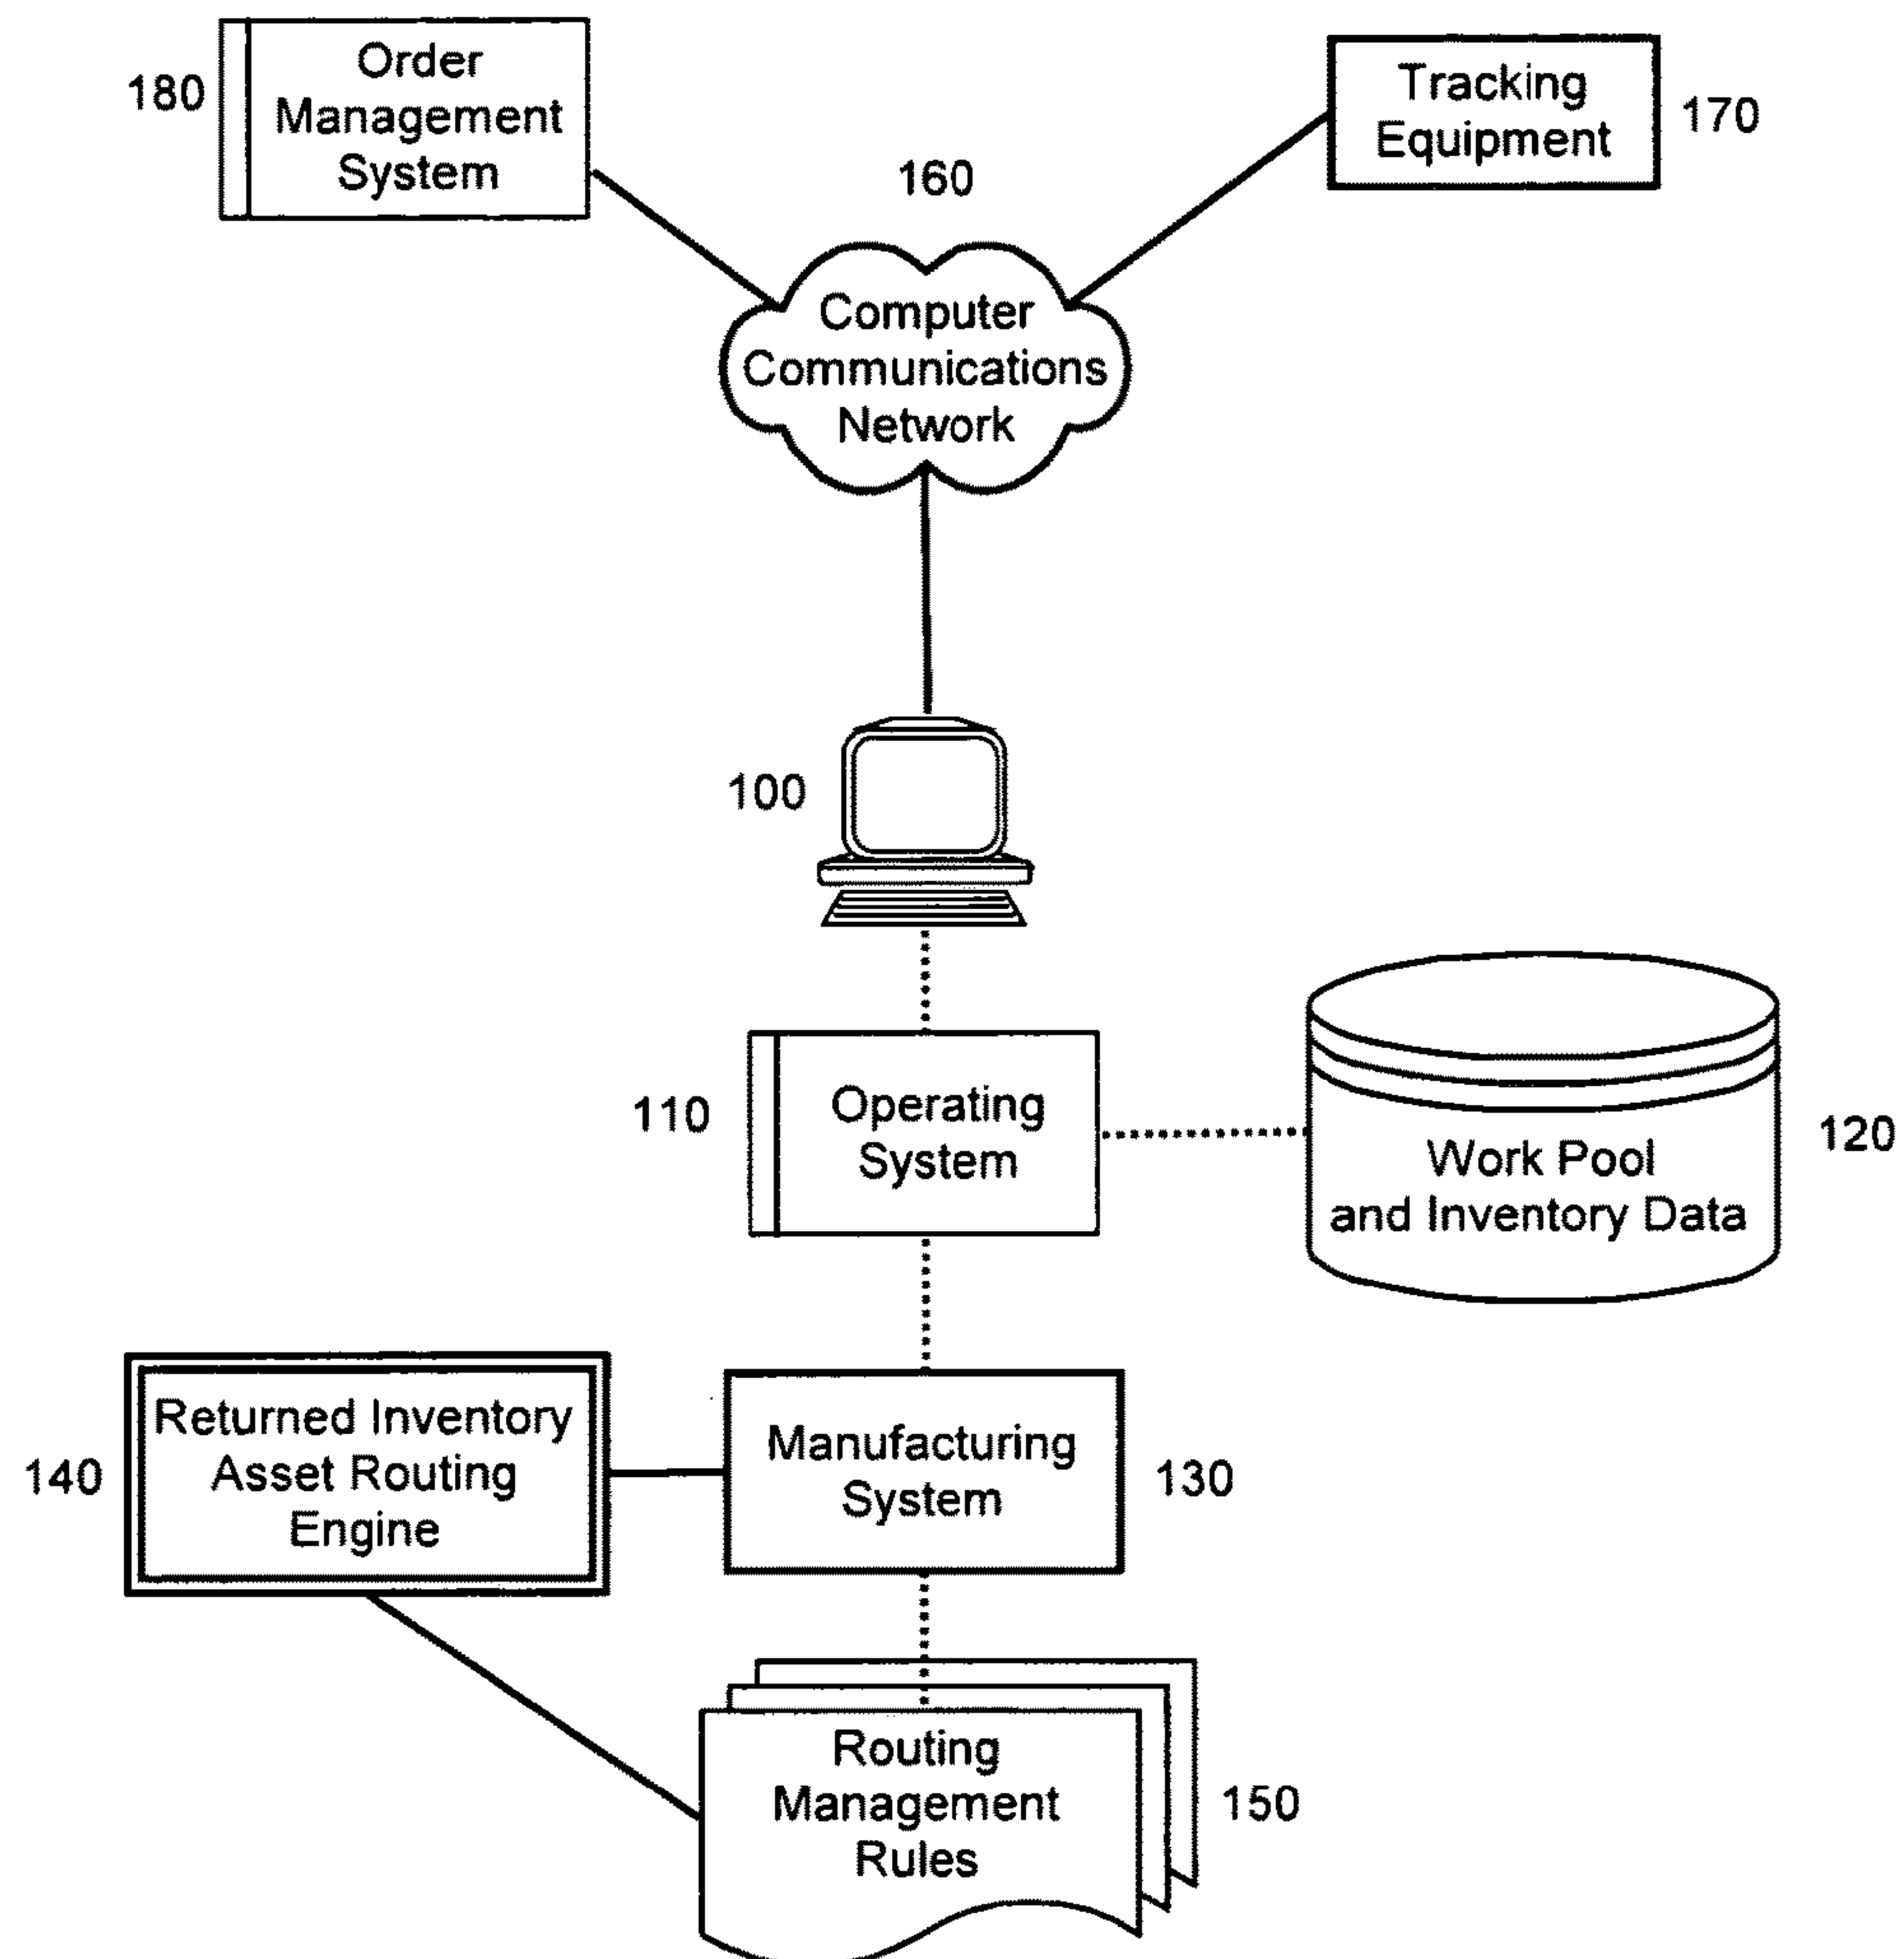 180
Order
Management
System
Tracking
Equipment
170
160
Computer
Communications
Network
100
110
Operating
System
120
Work Pool
and Inventory Data
140
Returned Inventory
Asset Routing
Engine
Manufacturing
System
130
Routing
Management
Rules
150